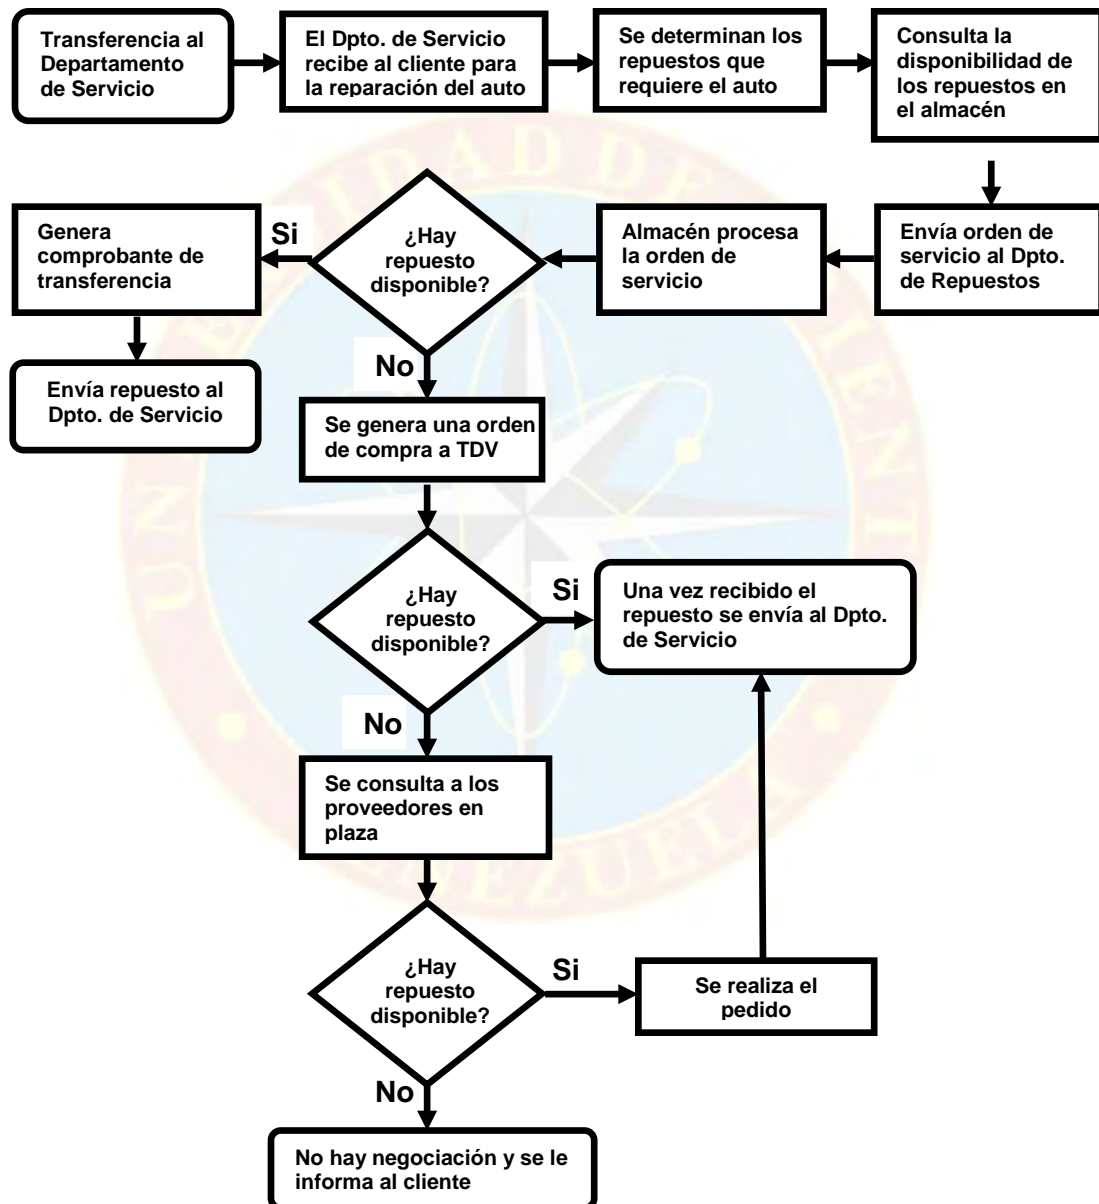 Transferencia al
Departamento
de Servicio
El Dpto. de Servicio
recibe al cliente para
la reparación del auto
Se determinan los
repuestos que
requiere el auto
Consulta la
disponibilidad de
los repuestos en
el almacén
Envía orden de
servicio al Dpto.
de Repuestos
Almacén procesa
la orden de
servicio
¿Hay
repuesto
disponible?
Si
Genera
comprobante de
transferencia
Envía repuesto al
Dpto. de Servicio
No
Se genera una orden
de compra a TDV
¿Hay
repuesto
disponible?
Si
Una vez recibido el
repuesto se envía al Dpto.
de Servicio
No
Se consulta a los
proveedores en
plaza
¿Hay
repuesto
disponible?
Si
Se realiza el
pedido
No
No hay negociación y se le
informa al cliente